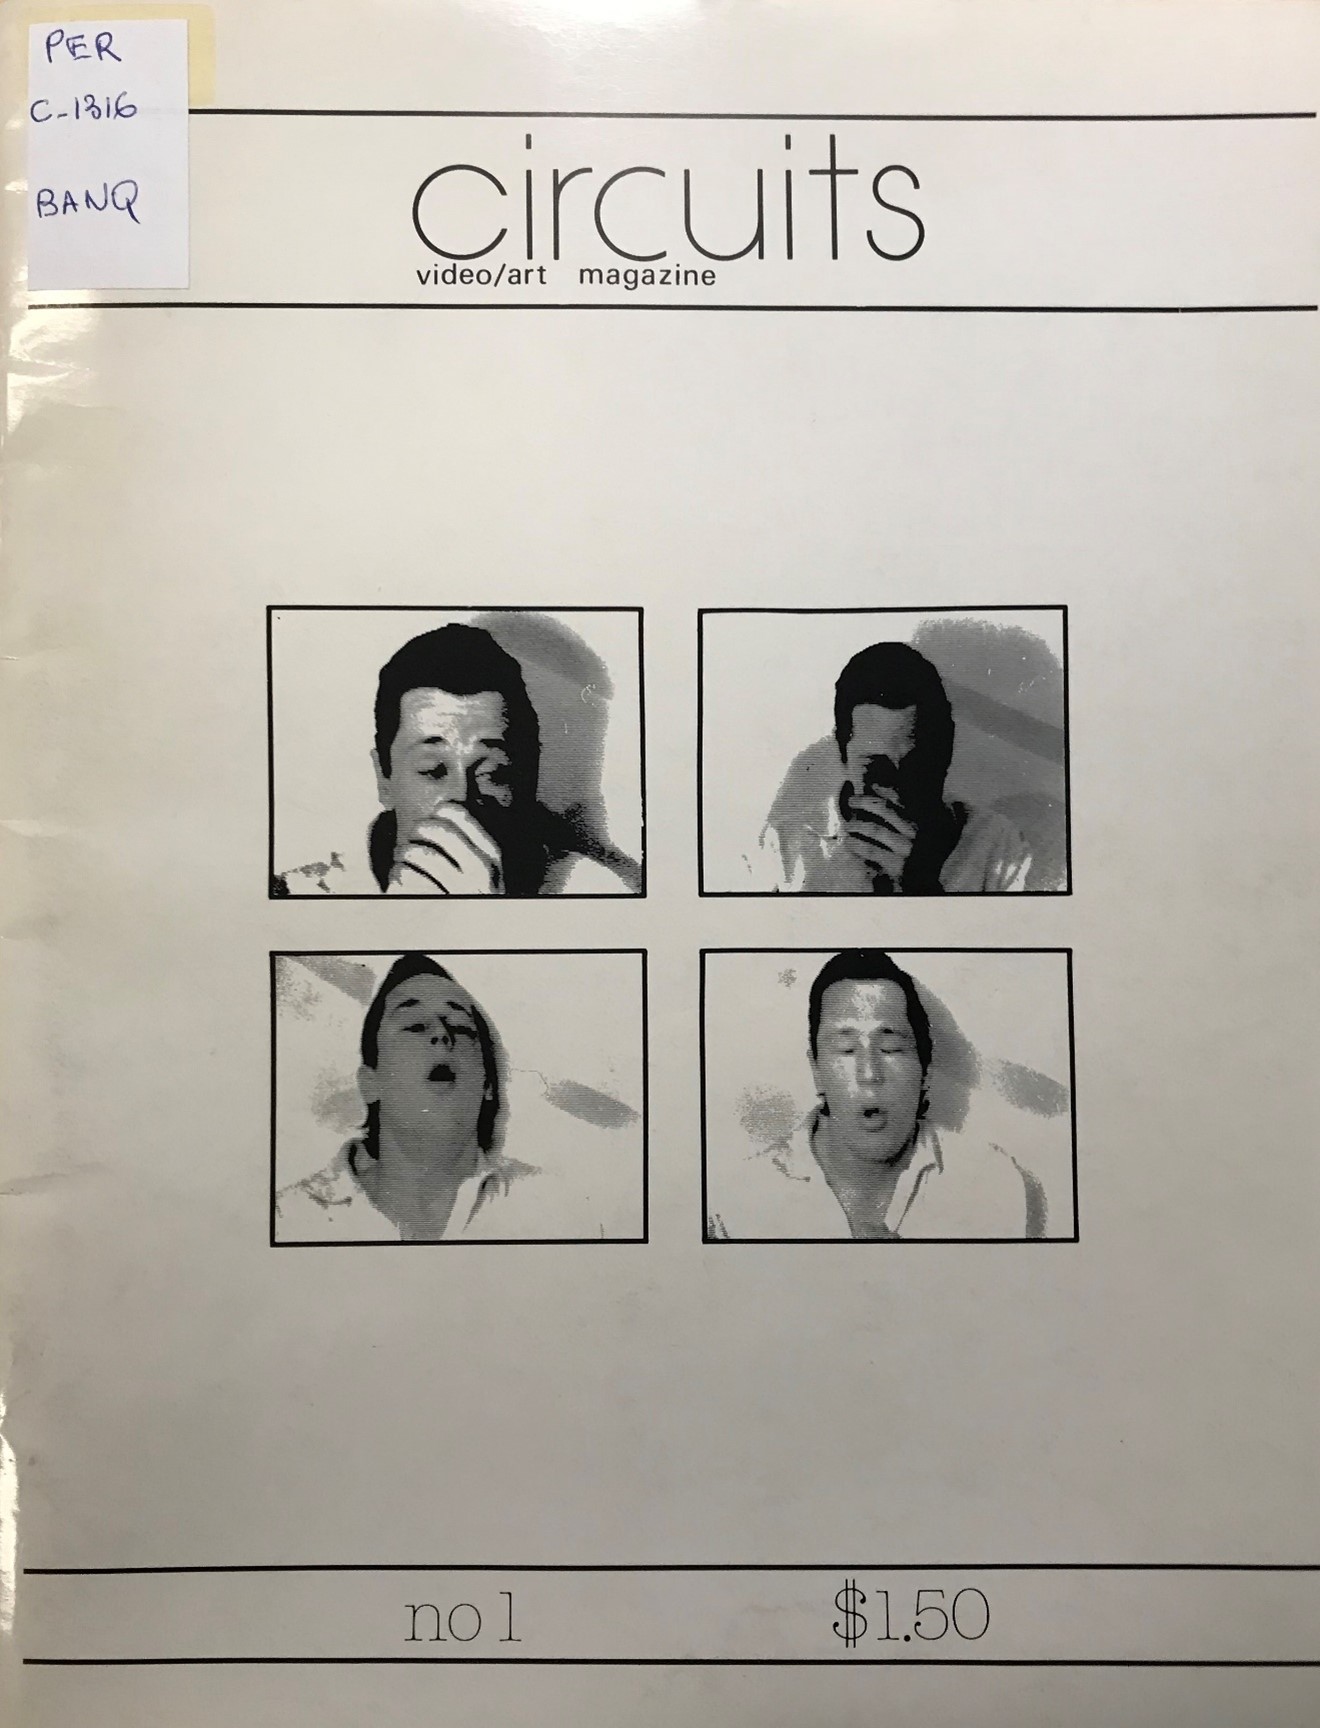 PER
C-1316
BANQ
circuits
video/art magazine
no 1 $1.50